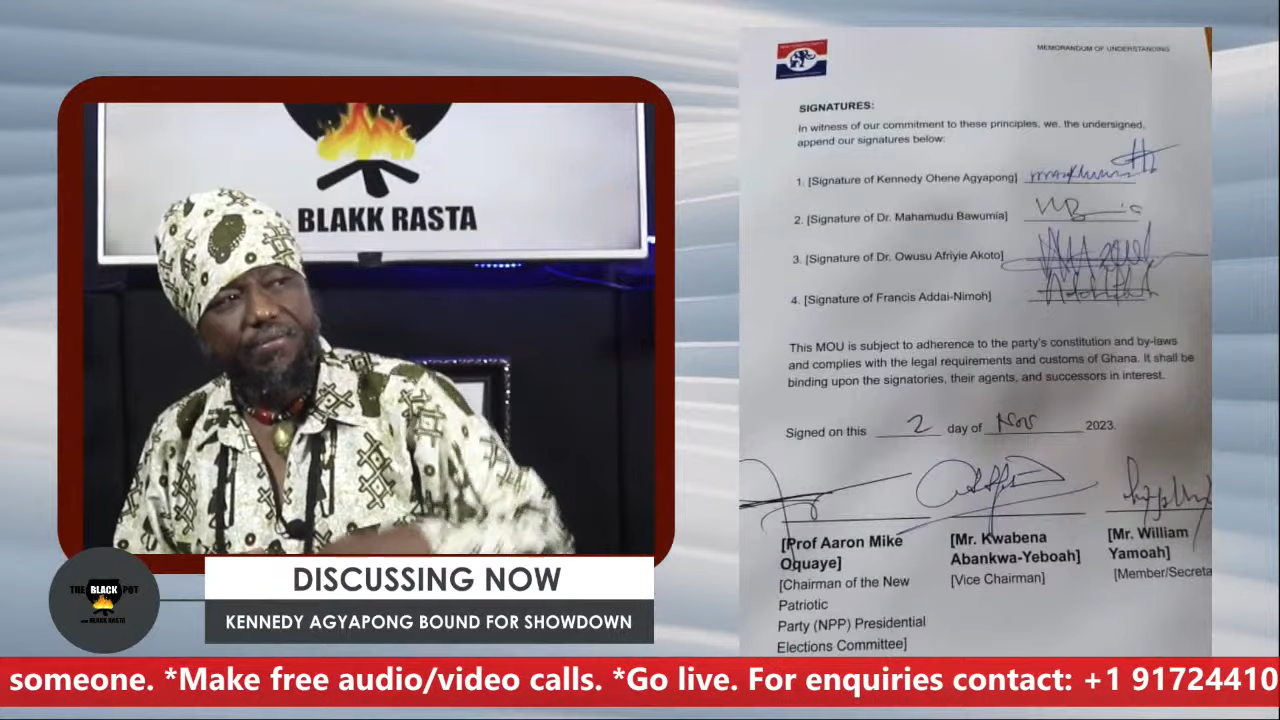 BLAKK RASTA
THE BLACK POT
WITH BLAKK RASTA
DISCUSSING NOW
KENNEDY AGYAPONG BOUND FOR SHOWDOWN
MEMORANDUM OF UNDERSTANDING
SIGNATURES:
In witness of our commitment to these principles, we, the undersigned,
append our signatures below:
1. [Signature of Kennedy Ohene Agyapong]
2. [Signature of Dr. Mahamudu Bawumia]
3. [Signature of Dr. Owusu Afriyie Akoto]
4. [Signature of Francis Addai-Nimoh]
This MOU is subject to adherence to the party's constitution and by-laws
and complies with the legal requirements and customs of Ghana. It shall be
binding upon the signatories, their agents, and successors in interest.
Signed on this 2 day of Nov 2023.
[Prof Aaron Mike
Oquaye]
[Chairman of the New
Patriotic
Party (NPP) Presidential
Elections Committee]
[Mr. Kwabena
Abankwa-Yeboah]
[Vice Chairman]
[Mr. William
Yamoah]
[Member/Secreta
someone. *Make free audio/video calls. *Go live. For enquiries contact: +1 91724410